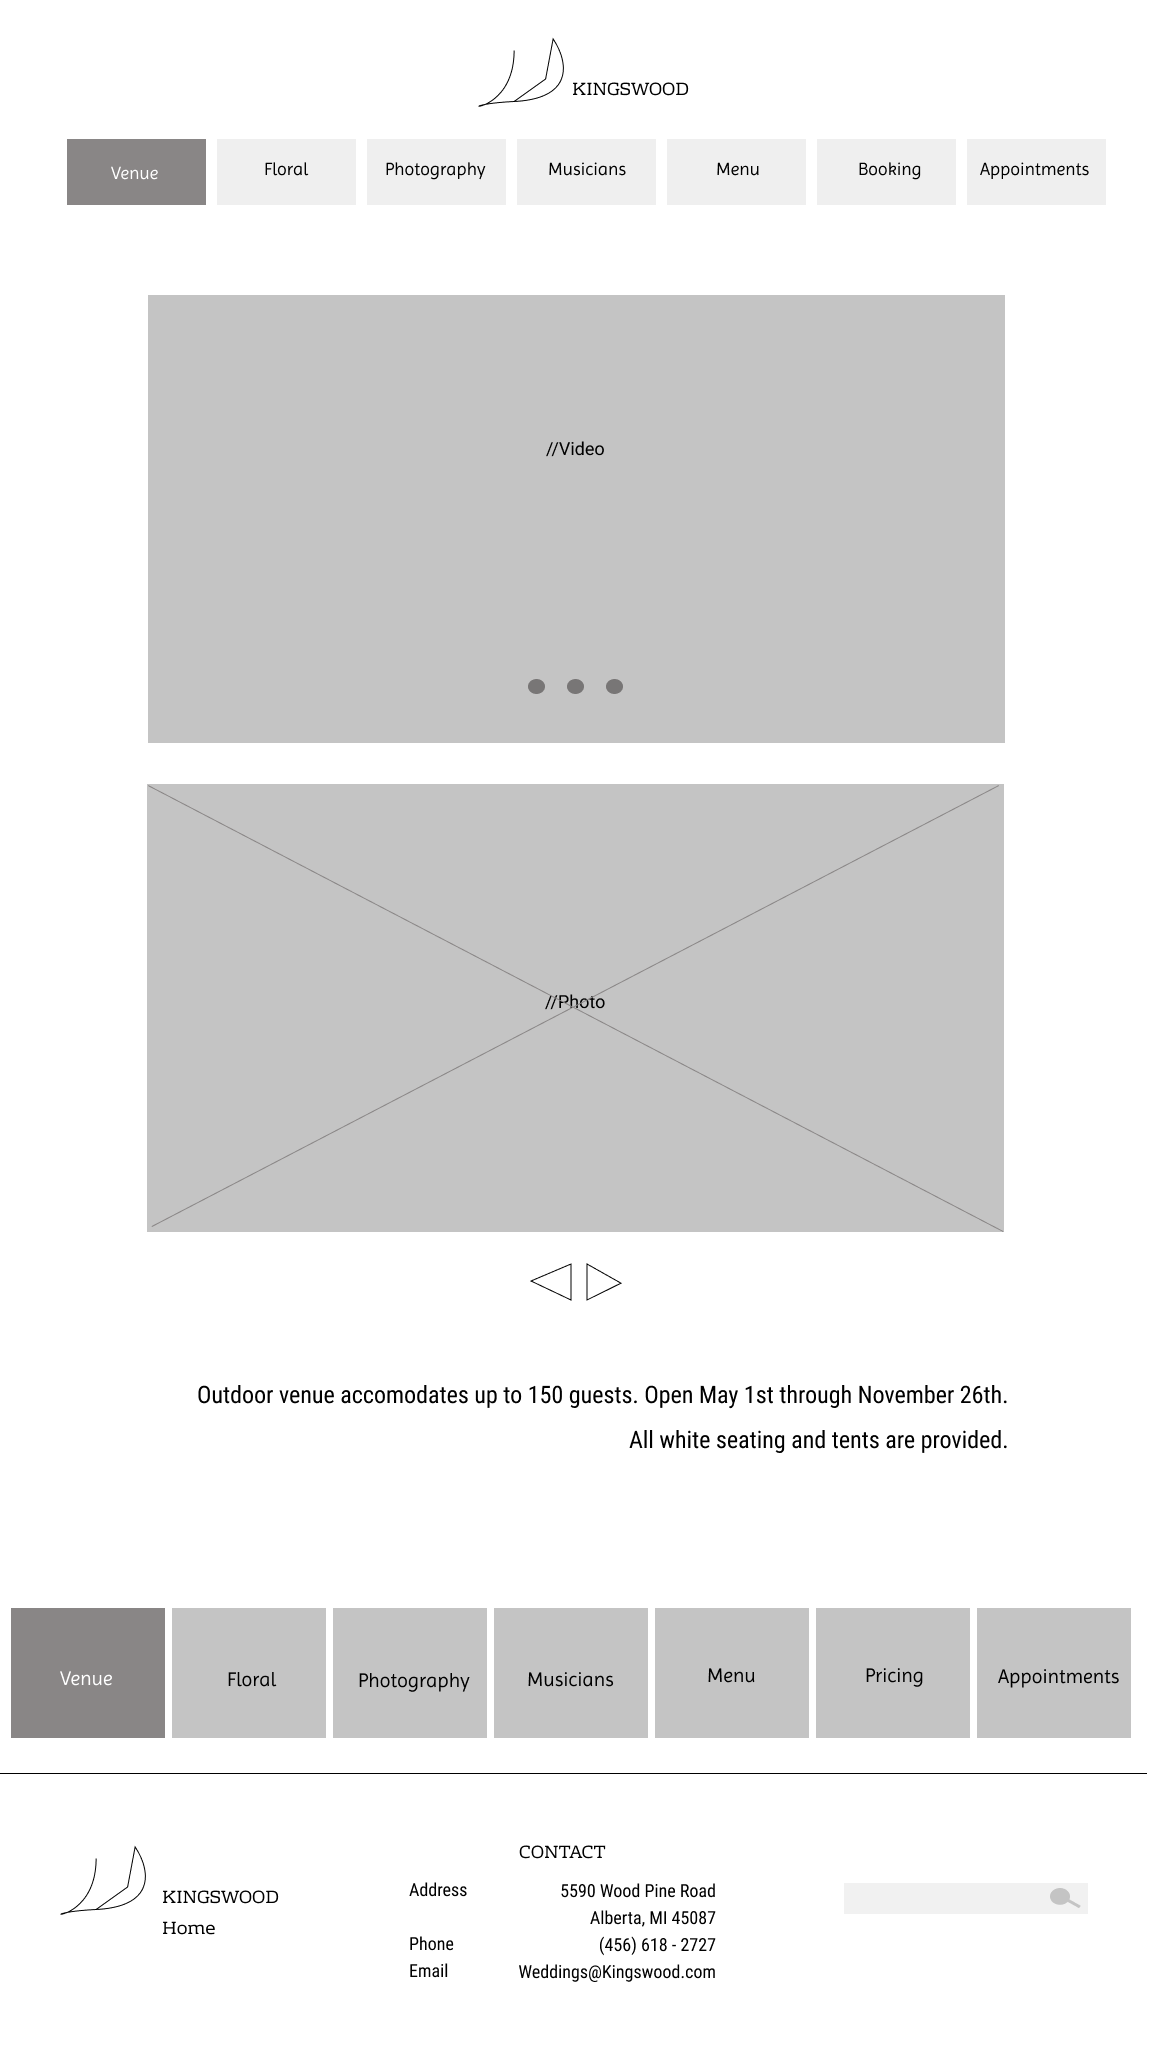 KINGSWOOD
Venue Floral Photography Musicians Menu Booking Appointments
//Video
//Photo
Outdoor venue accomodates up to 150 guests. Open May 1st through November 26th.
All white seating and tents are provided.
Venue Floral Photography Musicians Menu Pricing Appointments
KINGSWOOD
Home
CONTACT
Address 5590 Wood Pine Road
Alberta, MI 45087
Phone (456) 618 - 2727
Email Weddings@Kingswood.com